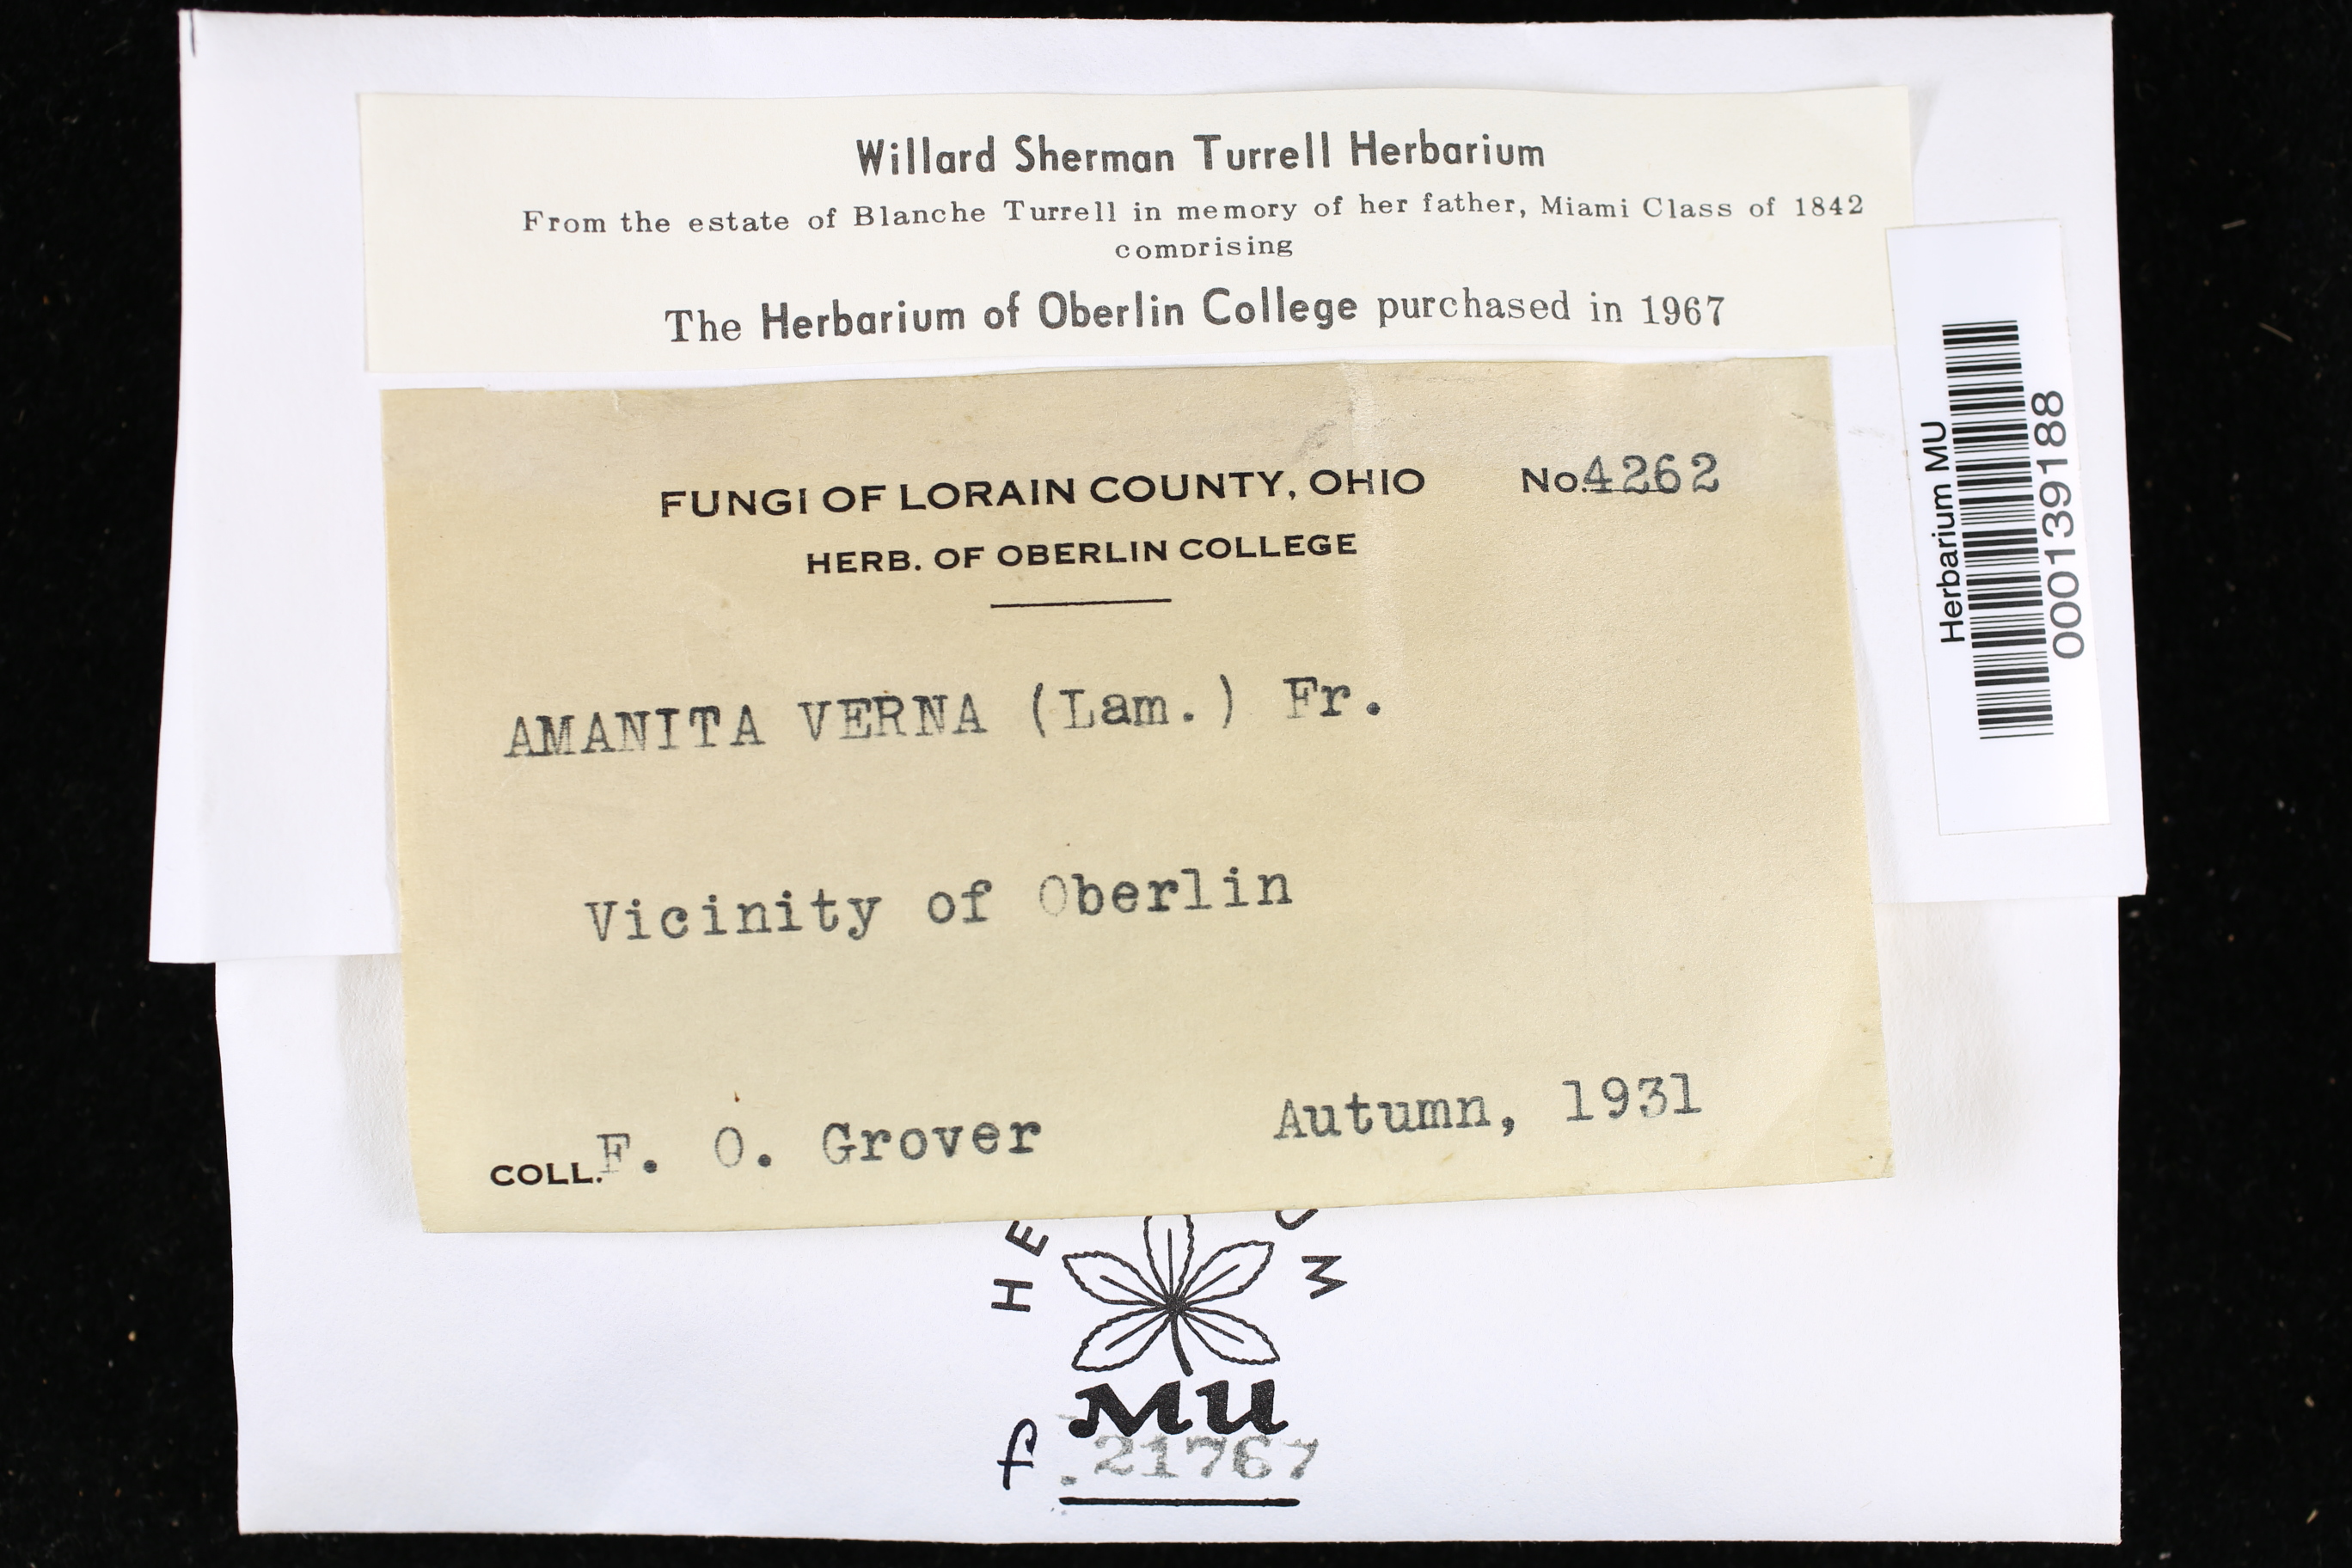 Willard Sherman Turrell Herbarium
From the estate of Blanche Turrell in memory of her father, Miami Class of 1842
comprising
The Herbarium of Oberlin College purchased in 1967
Herbarium MU
000139188
FUNGI OF LORAIN COUNTY, OHIO No. 4262
HERB. OF OBERLIN COLLEGE
AMANITA VERNA (Lam.) Fr.
Vicinity of Oberlin
COLL. F. O. Grover Autumn, 1931
HE
M
MU
21767